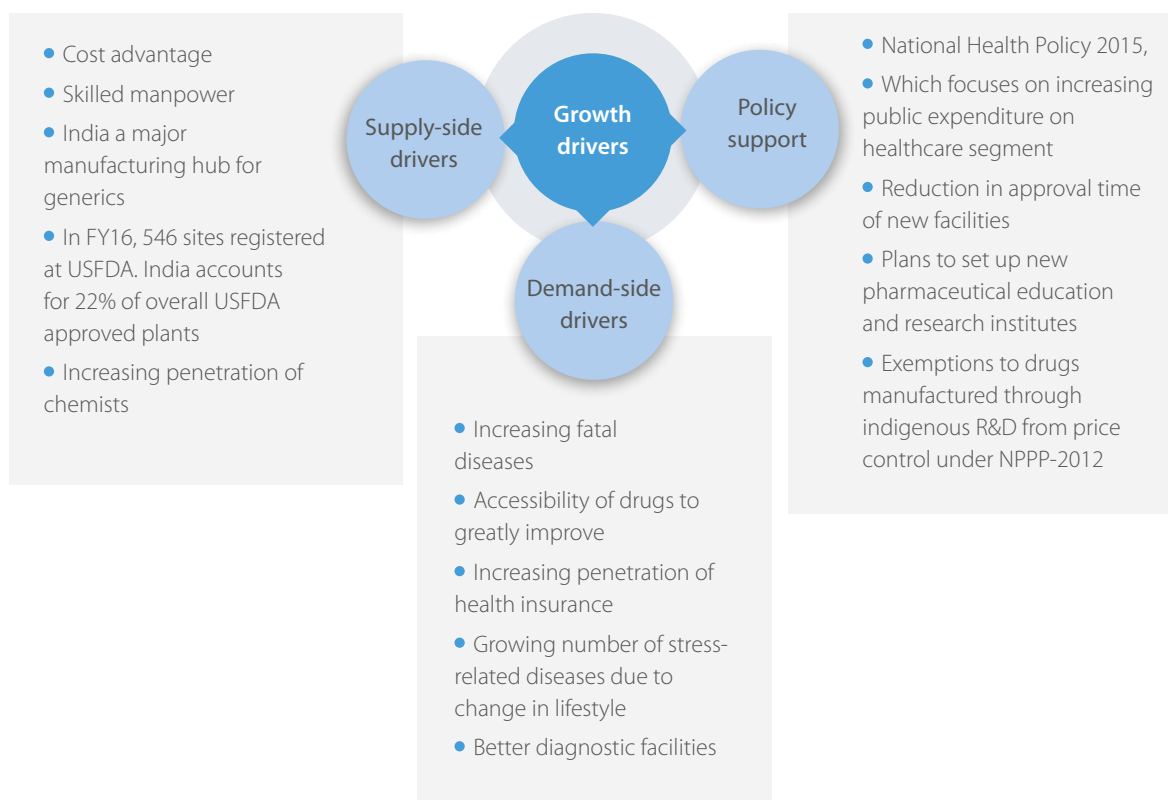 • Cost advantage
• Skilled manpower
• India a major
manufacturing hub for
generics
• In FY16, 546 sites registered
at USFDA. India accounts
for 22% of overall USFDA
approved plants
• Increasing penetration of
chemists
Supply-side
drivers
Growth
drivers
Policy
support
Demand-side
drivers
• Increasing fatal
diseases
• Accessibility of drugs to
greatly improve
• Increasing penetration of
health insurance
• Growing number of stress-
related diseases due to
change in lifestyle
• Better diagnostic facilities
• National Health Policy 2015,
• Which focuses on increasing
public expenditure on
healthcare segment
• Reduction in approval time
of new facilities
• Plans to set up new
pharmaceutical education
and research institutes
• Exemptions to drugs
manufactured through
indigenous R&D from price
control under NPPP-2012